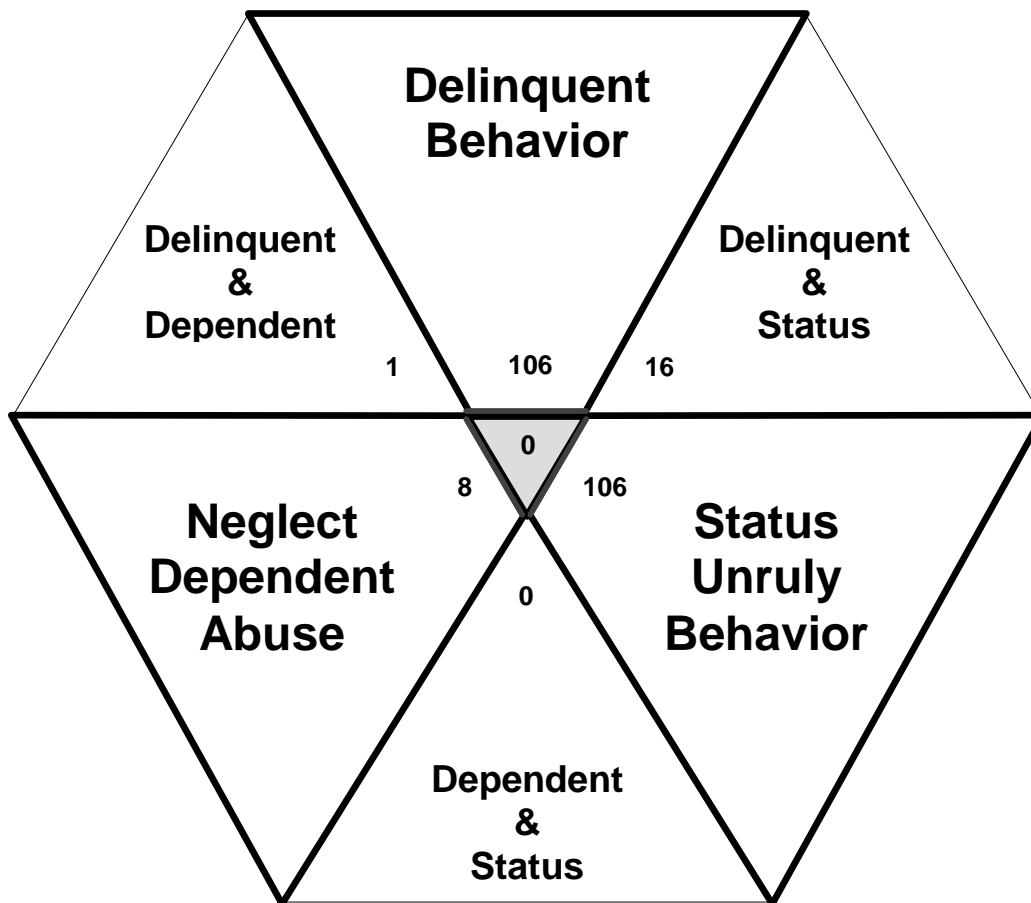 Delinquent
Behavior
Delinquent
&
Dependent
Delinquent
&
Status
1
106
16
0
8
106
Neglect
Dependent
Abuse
Status
Unruly
Behavior
0
Dependent
&
Status